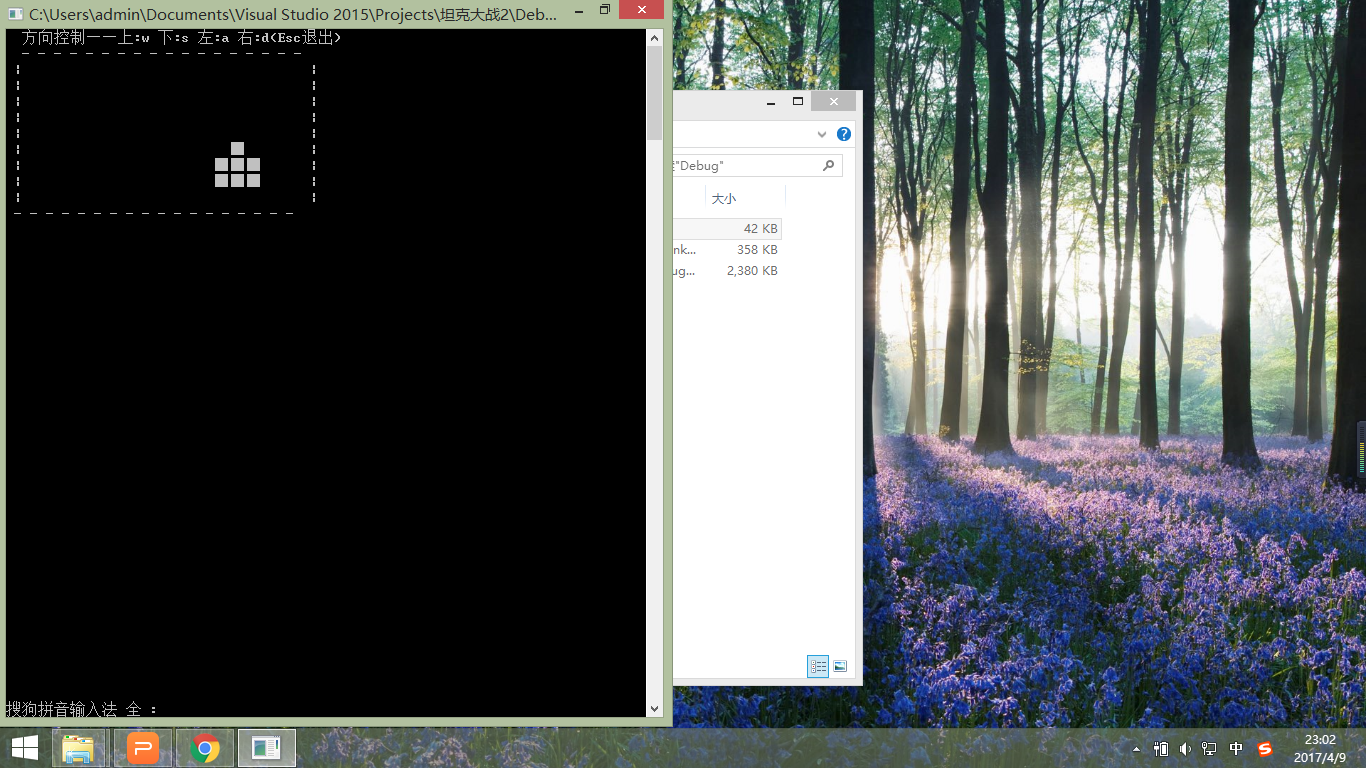 C:\Users\admin\Documents\Visual Studio 2015\Projects\坦克大战2\Deb...
方向控制——上:w 下:s 左:a 右:d(Esc退出)
"Debug"
大小
42 KB
nk... 358 KB
ug... 2,380 KB
搜狗拼音输入法 全 :
中
23:02
2017/4/9